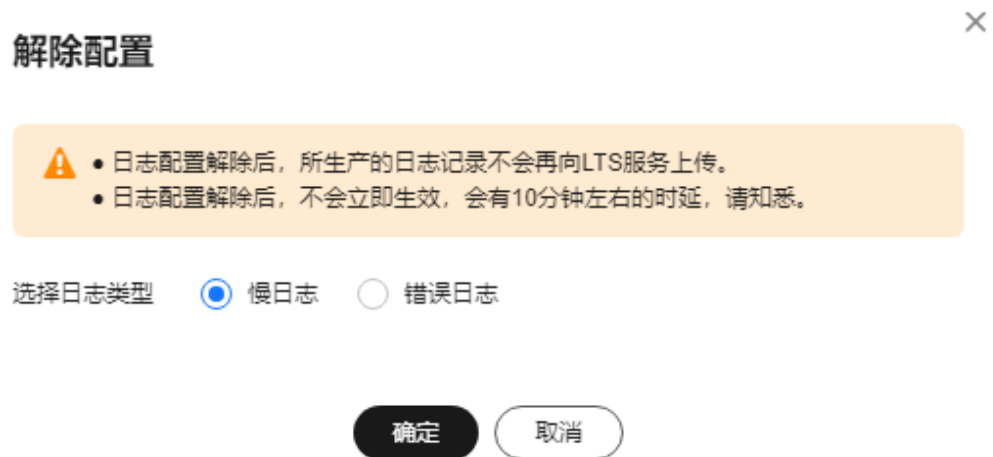 解除配置
● 日志配置解除后，所生产的日志记录不会再向LTS服务上传。
● 日志配置解除后，不会立即生效，会有10分钟左右的时延，请知悉。
选择日志类型 慢日志 错误日志
确定 取消